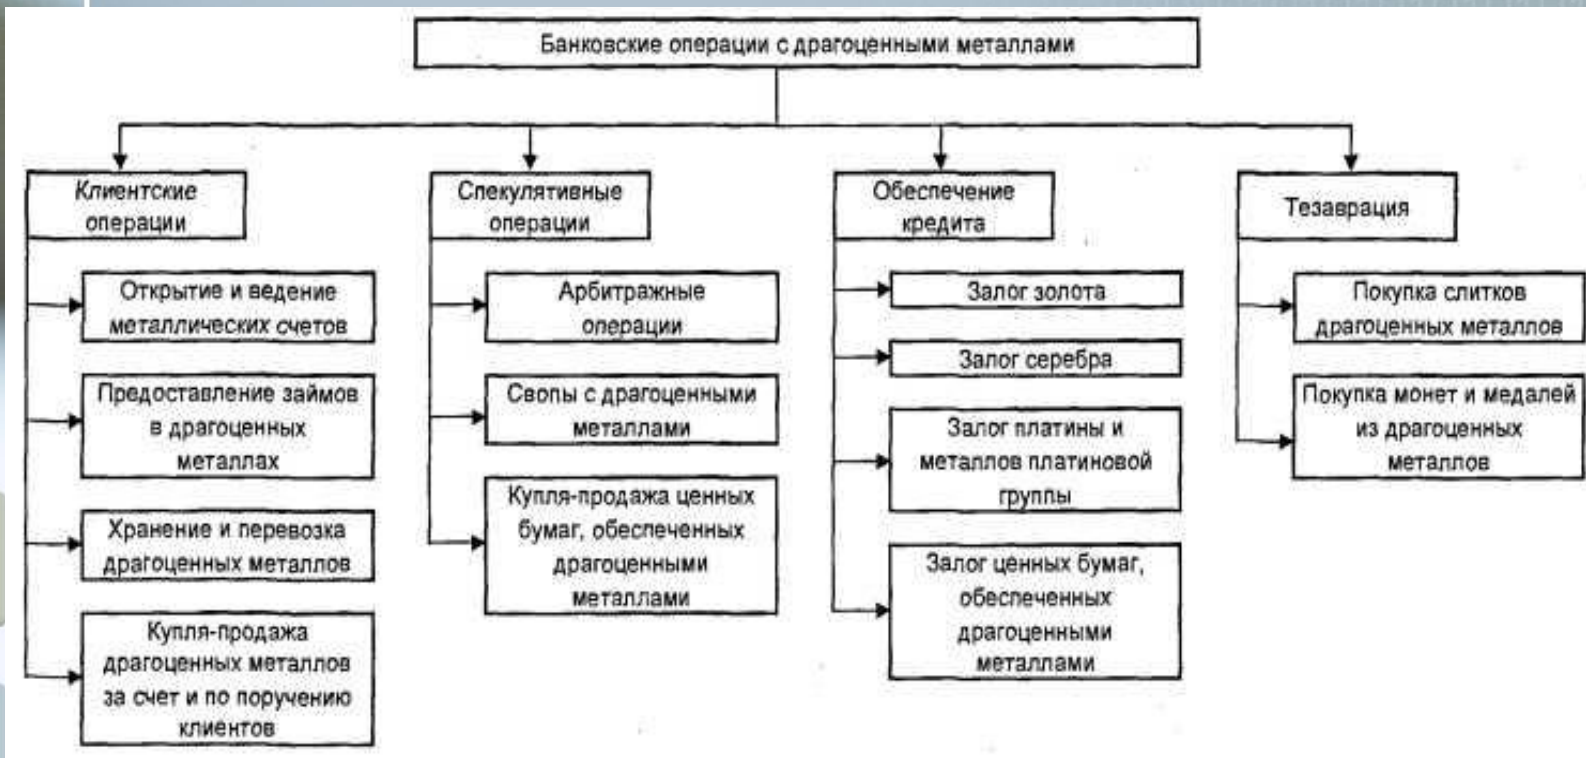 Банковские операции с драгоценными металлами
Клиентские
операции
Открытие и ведение
металлических счетов
Предоставление займов
в драгоценных
металлах
Хранение и перевозка
драгоценных металлов
Купля-продажа
драгоценных металлов
за счет и по поручению
клиентов
Спекулятивные
операции
Арбитражные
операции
Свопы с драгоценными
металлами
Купля-продажа ценных
бумаг, обеспеченных
драгоценными
металлами
Обеспечение
кредита
Залог золота
Залог серебра
Залог платины и
металлов платиновой
группы
Залог ценных бумаг,
обеспеченных
драгоценными
металлами
Тезаврация
Покупка слитков
драгоценных металлов
Покупка монет и медалей
из драгоценных
металлов